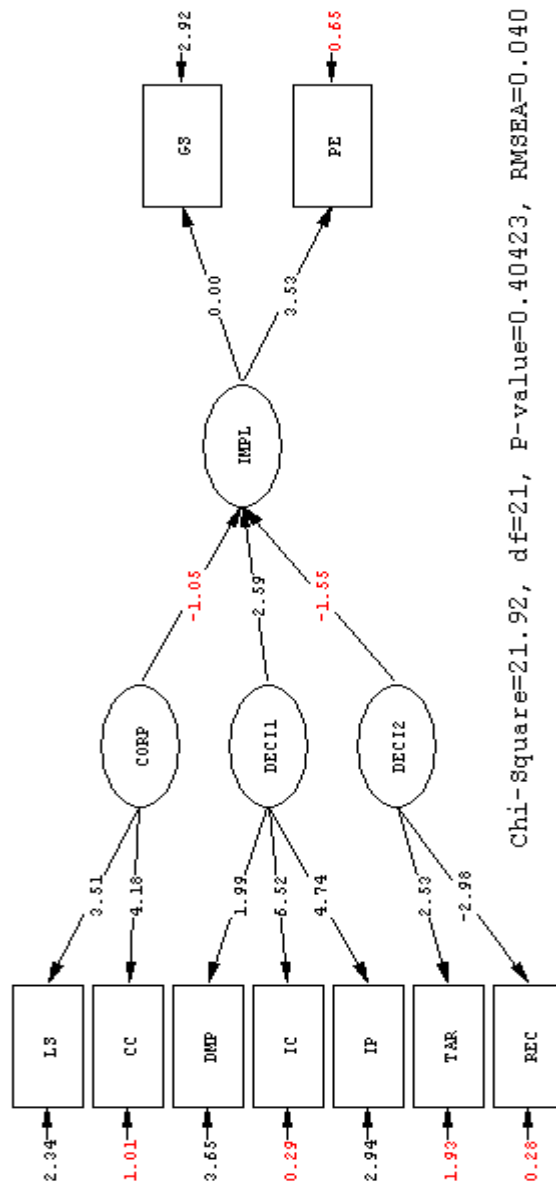 2.34
LS
3.51
1.01
CC
4.18
CORP
-1.05
3.65
DMP
1.99
0.29
IC
6.52
DECI1
-2.59
2.94
IP
4.74
1.93
TAR
2.53
DECI2
-1.55
0.28
REC
-2.98
IMPL
0.00
GS
2.92
3.53
PE
0.65
Chi-Square=21.92, df=21, P-value=0.40423, RMSEA=0.040